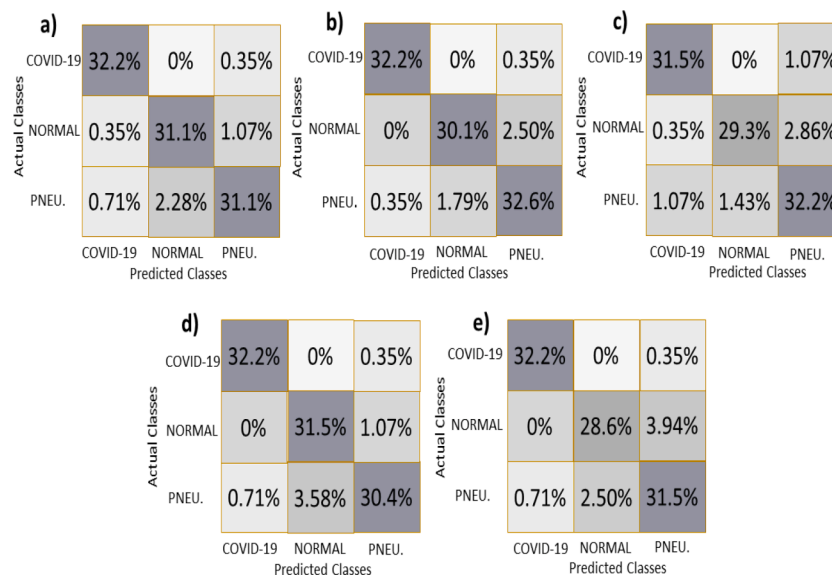 a)
Actual Classes
COVID-19 32.2% 0% 0.35%
NORMAL 0.35% 31.1% 1.07%
PNEU. 0.71% 2.28% 31.1%
COVID-19 NORMAL PNEU.
Predicted Classes
b)
Actual Classes
COVID-19 32.2% 0% 0.35%
NORMAL 0% 30.1% 2.50%
PNEU. 0.35% 1.79% 32.6%
COVID-19 NORMAL PNEU.
Predicted Classes
c)
Actual Classes
COVID-19 31.5% 0% 1.07%
NORMAL 0.35% 29.3% 2.86%
PNEU. 1.07% 1.43% 32.2%
COVID-19 NORMAL PNEU.
Predicted Classes
d)
Actual Classes
COVID-19 32.2% 0% 0.35%
NORMAL 0% 31.5% 1.07%
PNEU. 0.71% 3.58% 30.4%
COVID-19 NORMAL PNEU.
Predicted Classes
e)
Actual Classes
COVID-19 32.2% 0% 0.35%
NORMAL 0% 28.6% 3.94%
PNEU. 0.71% 2.50% 31.5%
COVID-19 NORMAL PNEU.
Predicted Classes